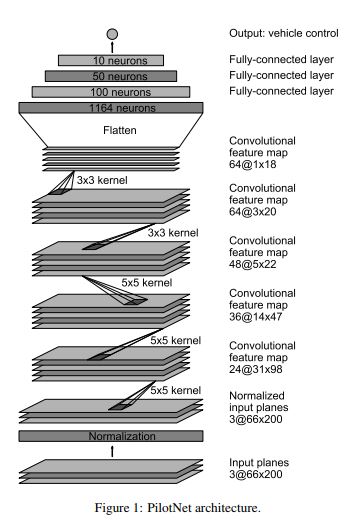 Output: vehicle control
10 neurons
Fully-connected layer
50 neurons
Fully-connected layer
100 neurons
Fully-connected layer
1164 neurons
Flatten
Convolutional
feature map
64@1x18
3x3 kernel
Convolutional
feature map
64@3x20
3x3 kernel
Convolutional
feature map
48@5x22
5x5 kernel
Convolutional
feature map
36@14x47
5x5 kernel
Convolutional
feature map
24@31x98
5x5 kernel
Normalized
input planes
3@66x200
Normalization
Input planes
3@66x200
Figure 1: PilotNet architecture.